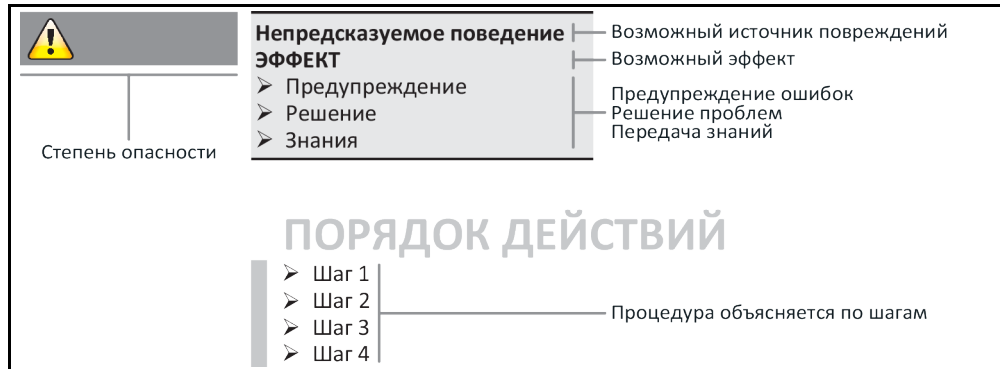 Непредсказуемое поведение
Возможный источник повреждений
ЭФФЕКТ
Возможный эффект
Предупреждение
Решение
Знания
Предупреждение ошибок
Решение проблем
Передача знаний
Степень опасности
ПОРЯДОК ДЕЙСТВИЙ
Шаг 1
Шаг 2
Шаг 3
Шаг 4
Процедура объясняется по шагам